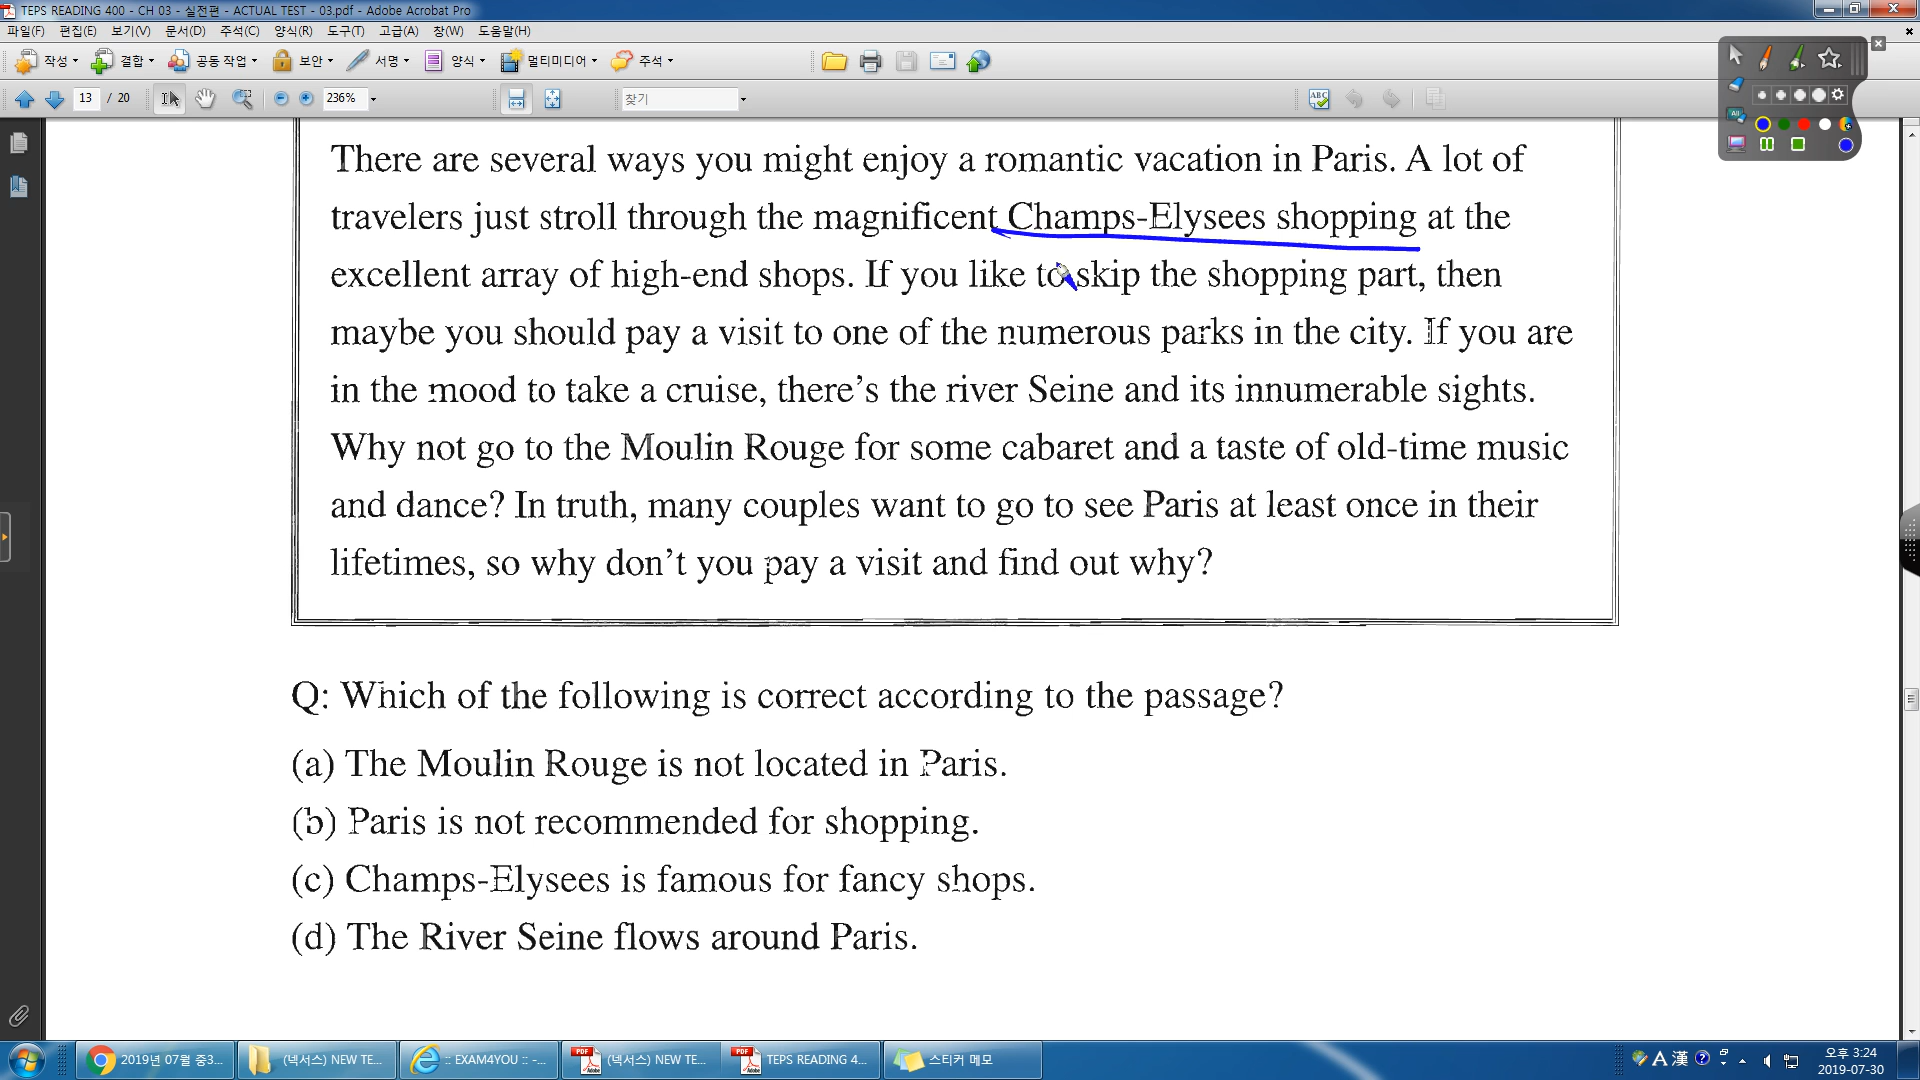 TEPS READING 400 - CH 03 - 실전편 - ACTUAL TEST - 03.pdf - Adobe Acrobat Pro
파일(F) 편집(E) 보기(V) 문서(D) 주석(C) 양식(R) 도구(T) 고급(A) 창(W) 도움말(H)
작성 결합 공동 작업 보안 서명 양식 멀티미디어 주석
13 / 20 236% 찾기
There are several ways you might enjoy a romantic vacation in Paris. A lot of
travelers just stroll through the magnificent Champs-Elysees shopping at the
excellent array of high-end shops. If you like to skip the shopping part, then
maybe you should pay a visit to one of the numerous parks in the city. If you are
in the mood to take a cruise, there's the river Seine and its innumerable sights.
Why not go to the Moulin Rouge for some cabaret and a taste of old-time music
and dance? In truth, many couples want to go to see Paris at least once in their
lifetimes, so why don't you pay a visit and find out why?
Q: Which of the following is correct according to the passage?
(a) The Moulin Rouge is not located in Paris.
(b) Paris is not recommended for shopping.
(c) Champs-Elysees is famous for fancy shops.
(d) The River Seine flows around Paris.
2019년 07월 중3... (넥서스) NEW TE... :: EXAM4YOU :: -... (넥서스) NEW TE... TEPS READING 4... 스티커 메모
A 漢 오후 3:24
2019-07-30